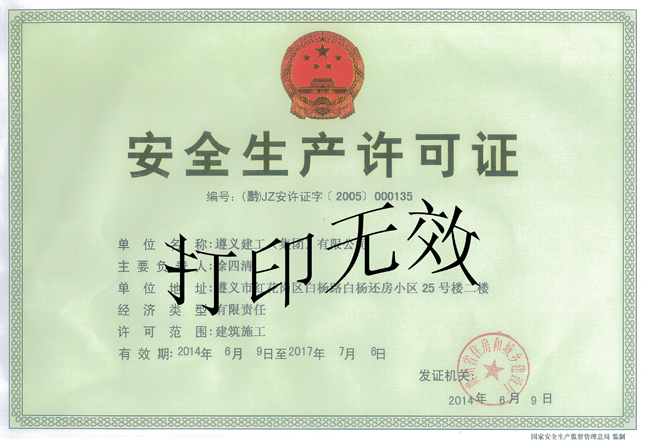 安全生产许可证
编号：(黔)JZ安许证字〔2005〕000135
单位名称:遵义建工(集团)有限公司
主要负责人:徐四清
单位地址:遵义市红花岗区白杨路白杨还房小区25号楼二楼
经济类型:有限责任
许可范围:建筑施工
有效期:2014年 6月 9日至2017年 7月 6日
打印无效
发证机关:
2014年 6月 9日
国家安全生产监督管理总局 监制